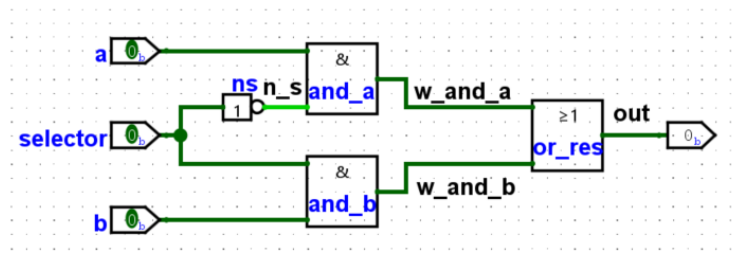 a 0b
&
ns n_s and_a w_and_a
1
selector 0b
≥1 out
or_res 0b
&
and_b w_and_b
b 0b